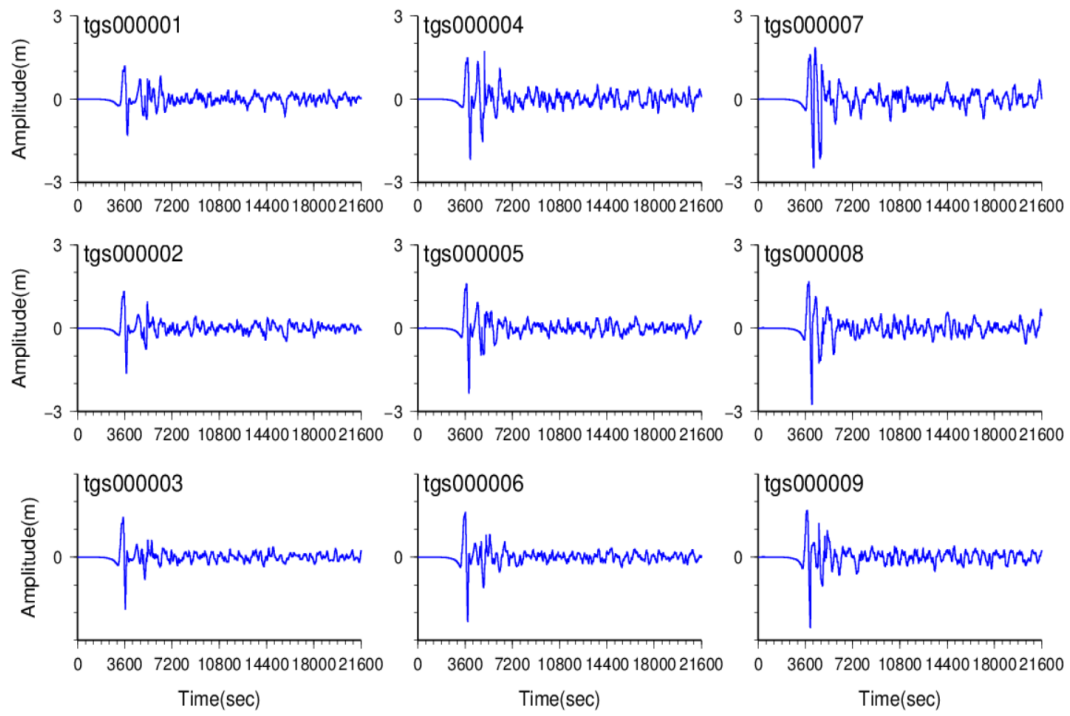 3 tgs000001 3 tgs000004 3 tgs000007
Amplitude(m)
0 0 0
−3 −3 −3
0 3600 7200 10800 14400 18000 21600 0 3600 7200 10800 14400 18000 21600 0 3600 7200 10800 14400 18000 21600
3 tgs000002 3 tgs000005 3 tgs000008
Amplitude(m)
0 0 0
−3 −3 −3
0 3600 7200 10800 14400 18000 21600 0 3600 7200 10800 14400 18000 21600 0 3600 7200 10800 14400 18000 21600
tgs000003 tgs000006 tgs000009
Amplitude(m)
0 0 0
0 3600 7200 10800 14400 18000 21600 0 3600 7200 10800 14400 18000 21600 0 3600 7200 10800 14400 18000 21600
Time(sec) Time(sec) Time(sec)